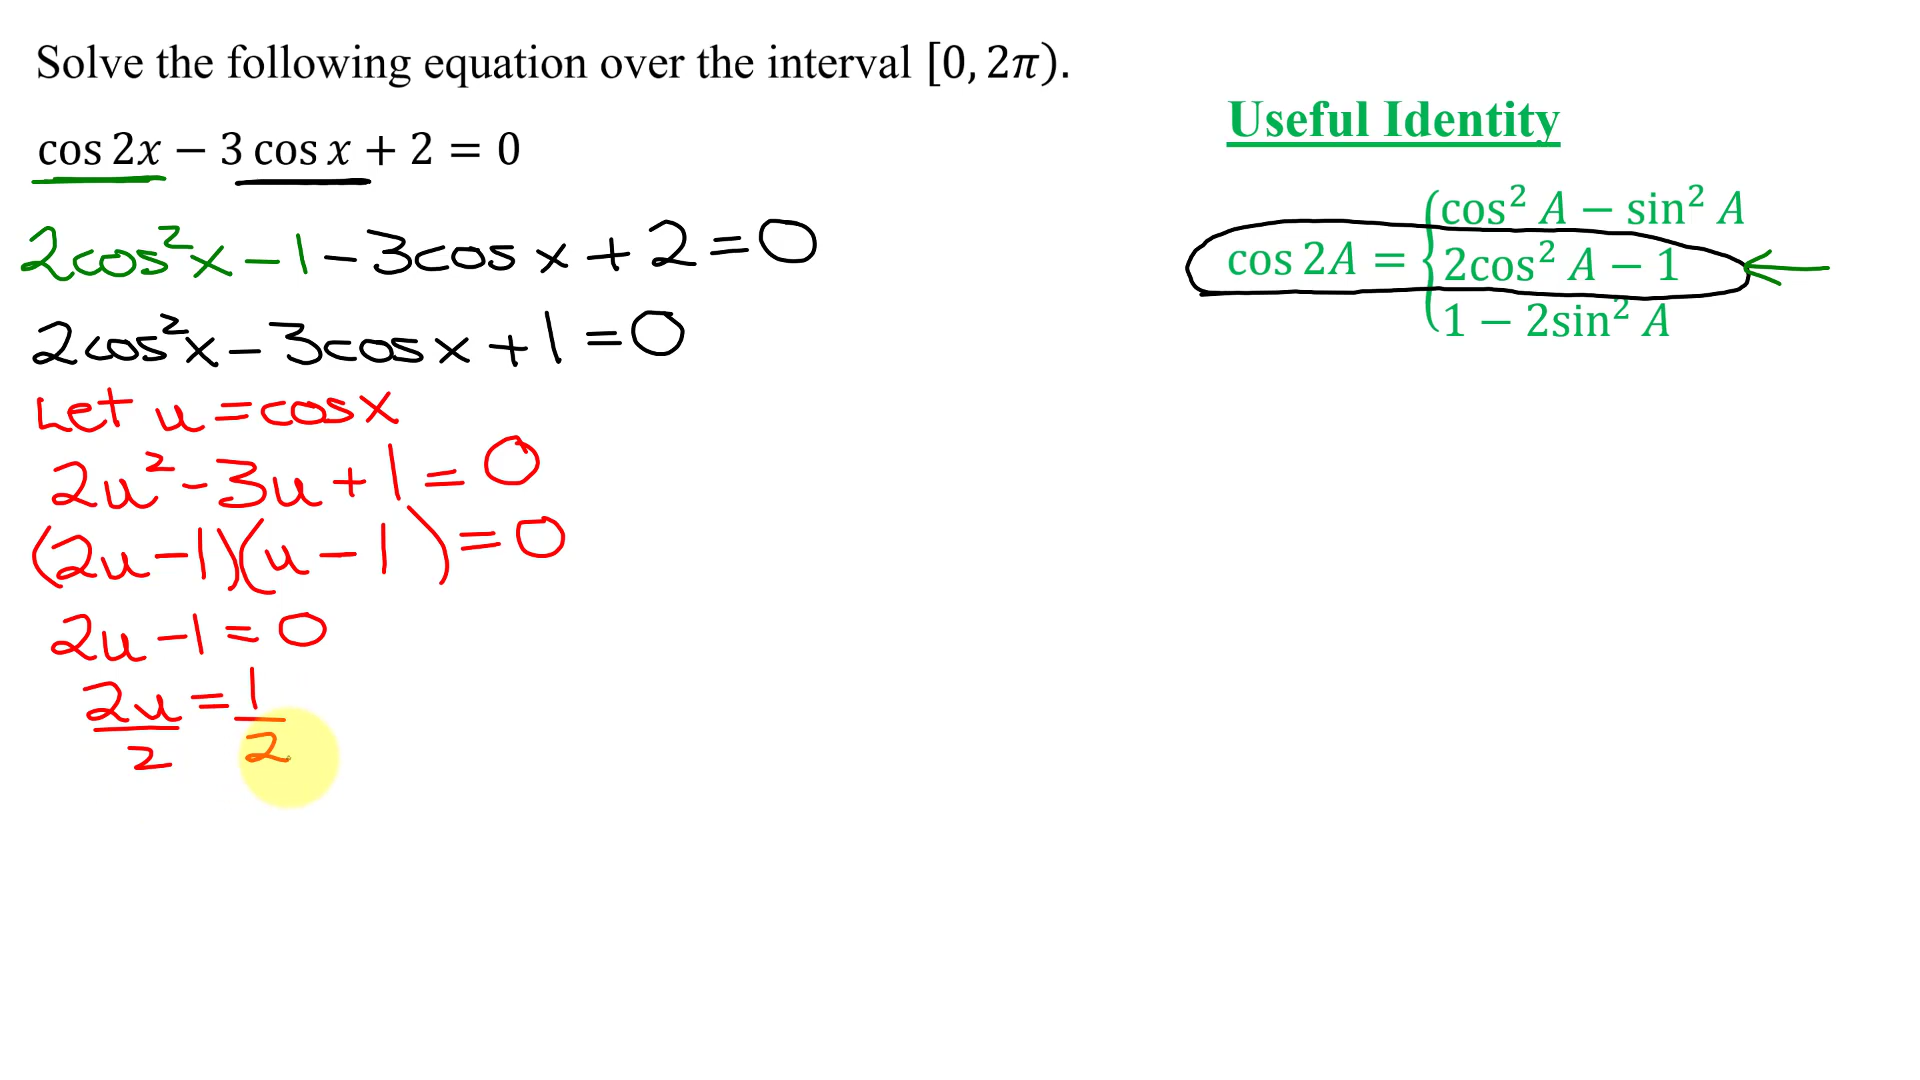 Solve the following equation over the interval [0, 2π).
cos 2x − 3 cos x + 2 = 0
2cos²x − 1 − 3cos x + 2 = 0
2cos²x − 3cos x + 1 = 0
Let u = cosx
2u² − 3u + 1 = 0
(2u − 1)(u − 1) = 0
2u − 1 = 0
2u/2 = 1/2
Useful Identity
cos² A − sin² A
cos 2A = { 2cos² A − 1
1 − 2sin² A